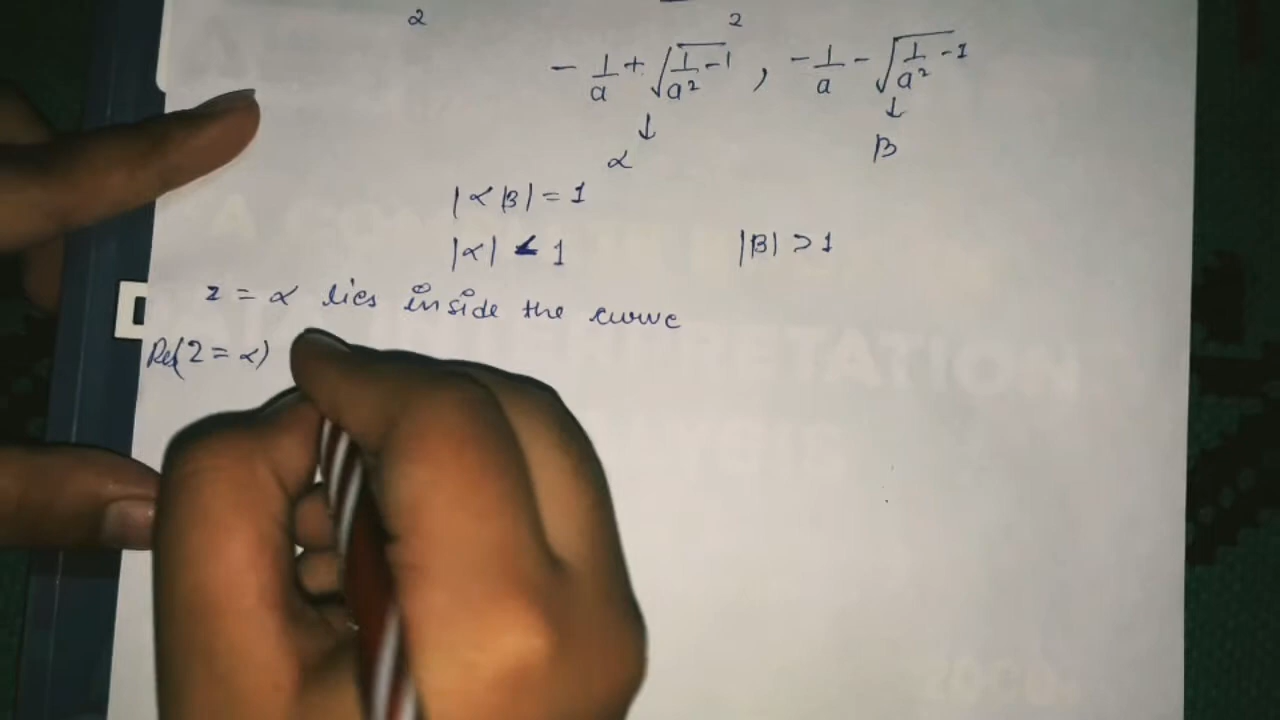 2 2
- 1/a + √(1/a² - 1) , - 1/a - √(1/a² - 1)
↓ ↓
α β
|αβ| = 1
|α| < 1 |β| > 1
z = α lies inside the curve
Res(z = α)